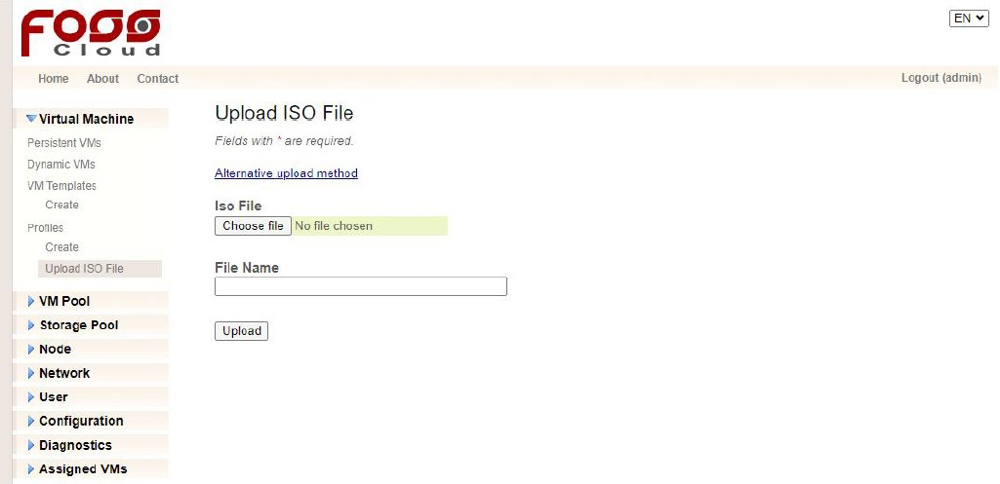 FOSS
Cloud
EN
Home About Contact
Logout (admin)
Virtual Machine
Persistent VMs
Dynamic VMs
VM Templates
Create
Profiles
Create
Upload ISO File
VM Pool
Storage Pool
Node
Network
User
Configuration
Diagnostics
Assigned VMs
Upload ISO File
Fields with * are required.
Alternative upload method
Iso File
Choose file No file chosen
File Name
Upload